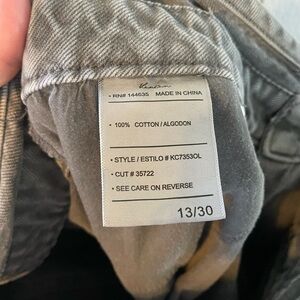 • RN# 144635 MADE IN CHINA
• 100% COTTON / ALGODON
• STYLE / ESTILO # KC7353OL
• CUT # 35722
• SEE CARE ON REVERSE
13/30